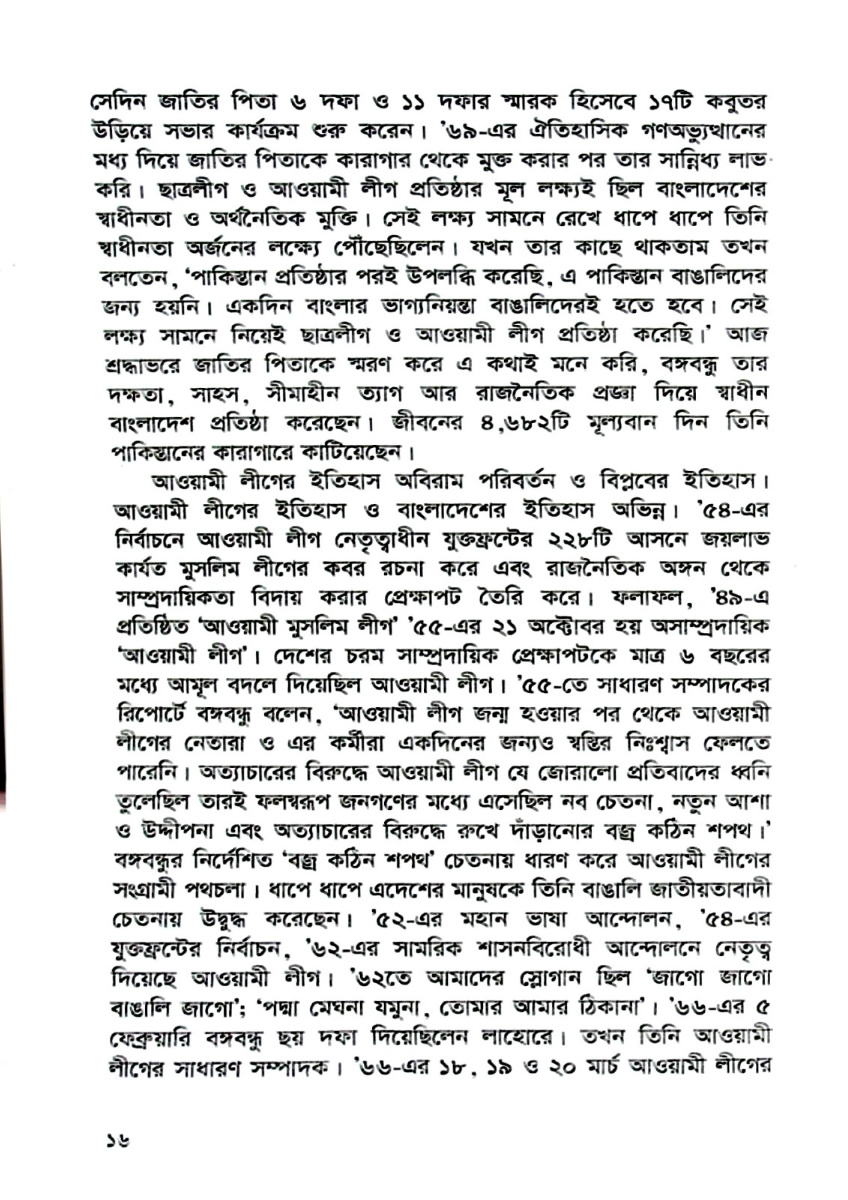 সেদিন জাতির পিতা ৬ দফা ও ১১ দফার স্মারক হিসেবে ১৭টি কবুতর
উড়িয়ে সভার কার্যক্রম শুরু করেন। '৬৯-এর ঐতিহাসিক গণঅভ্যুত্থানের
মধ্য দিয়ে জাতির পিতাকে কারাগার থেকে মুক্ত করার পর তার সান্নিধ্য লাভ
করি। ছাত্রলীগ ও আওয়ামী লীগ প্রতিষ্ঠার মূল লক্ষ্যই ছিল বাংলাদেশের
স্বাধীনতা ও অর্থনৈতিক মুক্তি। সেই লক্ষ্য সামনে রেখে ধাপে ধাপে তিনি
স্বাধীনতা অর্জনের লক্ষ্যে পৌঁছেছিলেন। যখন তার কাছে থাকতাম তখন
বলতেন, 'পাকিস্তান প্রতিষ্ঠার পরই উপলব্ধি করেছি, এ পাকিস্তান বাঙালিদের
জন্য হয়নি। একদিন বাংলার ভাগ্যনিয়ন্তা বাঙালিদেরই হতে হবে। সেই
লক্ষ্য সামনে নিয়েই ছাত্রলীগ ও আওয়ামী লীগ প্রতিষ্ঠা করেছি।' আজ
শ্রদ্ধাভরে জাতির পিতাকে স্মরণ করে এ কথাই মনে করি, বঙ্গবন্ধু তার
দক্ষতা, সাহস, সীমাহীন ত্যাগ আর রাজনৈতিক প্রজ্ঞা দিয়ে স্বাধীন
বাংলাদেশ প্রতিষ্ঠা করেছেন। জীবনের ৪,৬৮২টি মূল্যবান দিন তিনি
পাকিস্তানের কারাগারে কাটিয়েছেন।
আওয়ামী লীগের ইতিহাস অবিরাম পরিবর্তন ও বিপ্লবের ইতিহাস।
আওয়ামী লীগের ইতিহাস ও বাংলাদেশের ইতিহাস অভিন্ন। '৫৪-এর
নির্বাচনে আওয়ামী লীগ নেতৃত্বাধীন যুক্তফ্রন্টের ২২৮টি আসনে জয়লাভ
কার্যত মুসলিম লীগের কবর রচনা করে এবং রাজনৈতিক অঙ্গন থেকে
সাম্প্রদায়িকতা বিদায় করার প্রেক্ষাপট তৈরি করে। ফলাফল, '৪৯-এ
প্রতিষ্ঠিত 'আওয়ামী মুসলিম লীগ' '৫৫-এর ২১ অক্টোবর হয় অসাম্প্রদায়িক
'আওয়ামী লীগ'। দেশের চরম সাম্প্রদায়িক প্রেক্ষাপটকে মাত্র ৬ বছরের
মধ্যে আমূল বদলে দিয়েছিল আওয়ামী লীগ। '৫৫-তে সাধারণ সম্পাদকের
রিপোর্টে বঙ্গবন্ধু বলেন, 'আওয়ামী লীগ জন্ম হওয়ার পর থেকে আওয়ামী
লীগের নেতারা ও এর কর্মীরা একদিনের জন্যও স্বস্তির নিঃশ্বাস ফেলতে
পারেনি। অত্যাচারের বিরুদ্ধে আওয়ামী লীগ যে জোরালো প্রতিবাদের ধ্বনি
তুলেছিল তারই ফলস্বরূপ জনগণের মধ্যে এসেছিল নব চেতনা, নতুন আশা
ও উদ্দীপনা এবং অত্যাচারের বিরুদ্ধে রুখে দাঁড়ানোর বজ্র কঠিন শপথ।'
বঙ্গবন্ধুর নির্দেশিত 'বজ্র কঠিন শপথ' চেতনায় ধারণ করে আওয়ামী লীগের
সংগ্রামী পথচলা। ধাপে ধাপে এদেশের মানুষকে তিনি বাঙালি জাতীয়তাবাদী
চেতনায় উদ্বুদ্ধ করেছেন। '৫২-এর মহান ভাষা আন্দোলন, '৫৪-এর
যুক্তফ্রন্টের নির্বাচন, '৬২-এর সামরিক শাসনবিরোধী আন্দোলনে নেতৃত্ব
দিয়েছে আওয়ামী লীগ। '৬২তে আমাদের স্লোগান ছিল 'জাগো জাগো
বাঙালি জাগো'; 'পদ্মা মেঘনা যমুনা, তোমার আমার ঠিকানা'। '৬৬-এর ৫
ফেব্রুয়ারি বঙ্গবন্ধু ছয় দফা দিয়েছিলেন লাহোরে। তখন তিনি আওয়ামী
লীগের সাধারণ সম্পাদক। '৬৬-এর ১৮, ১৯ ও ২০ মার্চ আওয়ামী লীগের
১৬